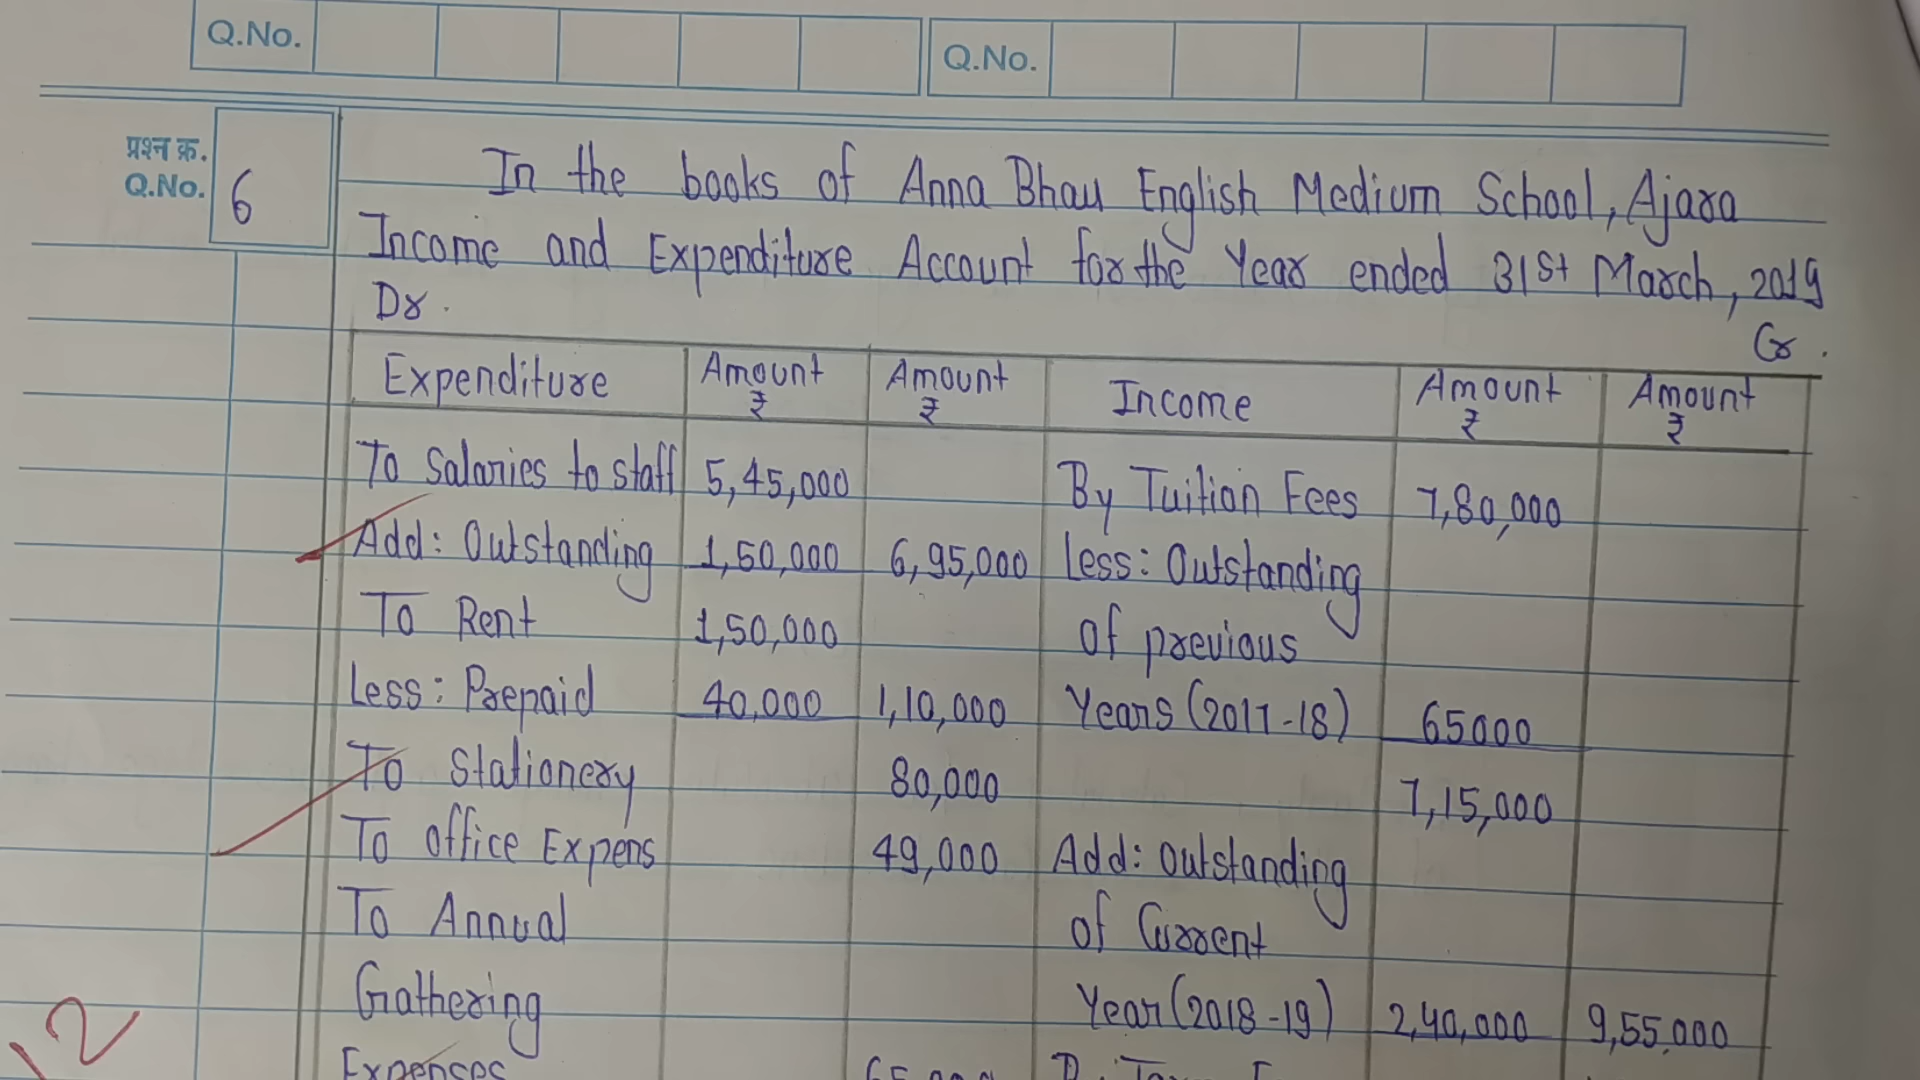 Q.No. Q.No.
प्रश्न क्र.
Q.No. 6
In the books of Anna Bhau English Medium School, Ajara
Income and Expenditure Account for the Year ended 31st March, 2019
Dr.
Cr.
Expenditure Amount ₹ Amount ₹ Income Amount ₹ Amount ₹
To Salaries to staff 5,45,000 By Tuition Fees 7,80,000
Add: Outstanding 1,50,000 6,95,000 Less: Outstanding
To Rent 1,50,000 of previous
Less: Prepaid 40,000 1,10,000 Years (2017-18) 65000
To Stationery 80,000 7,15,000
To office Expens 49,000 Add: Outstanding
To Annual of Current
Gathering Year (2018-19) 2,40,000 9,55,000
Expenses
12